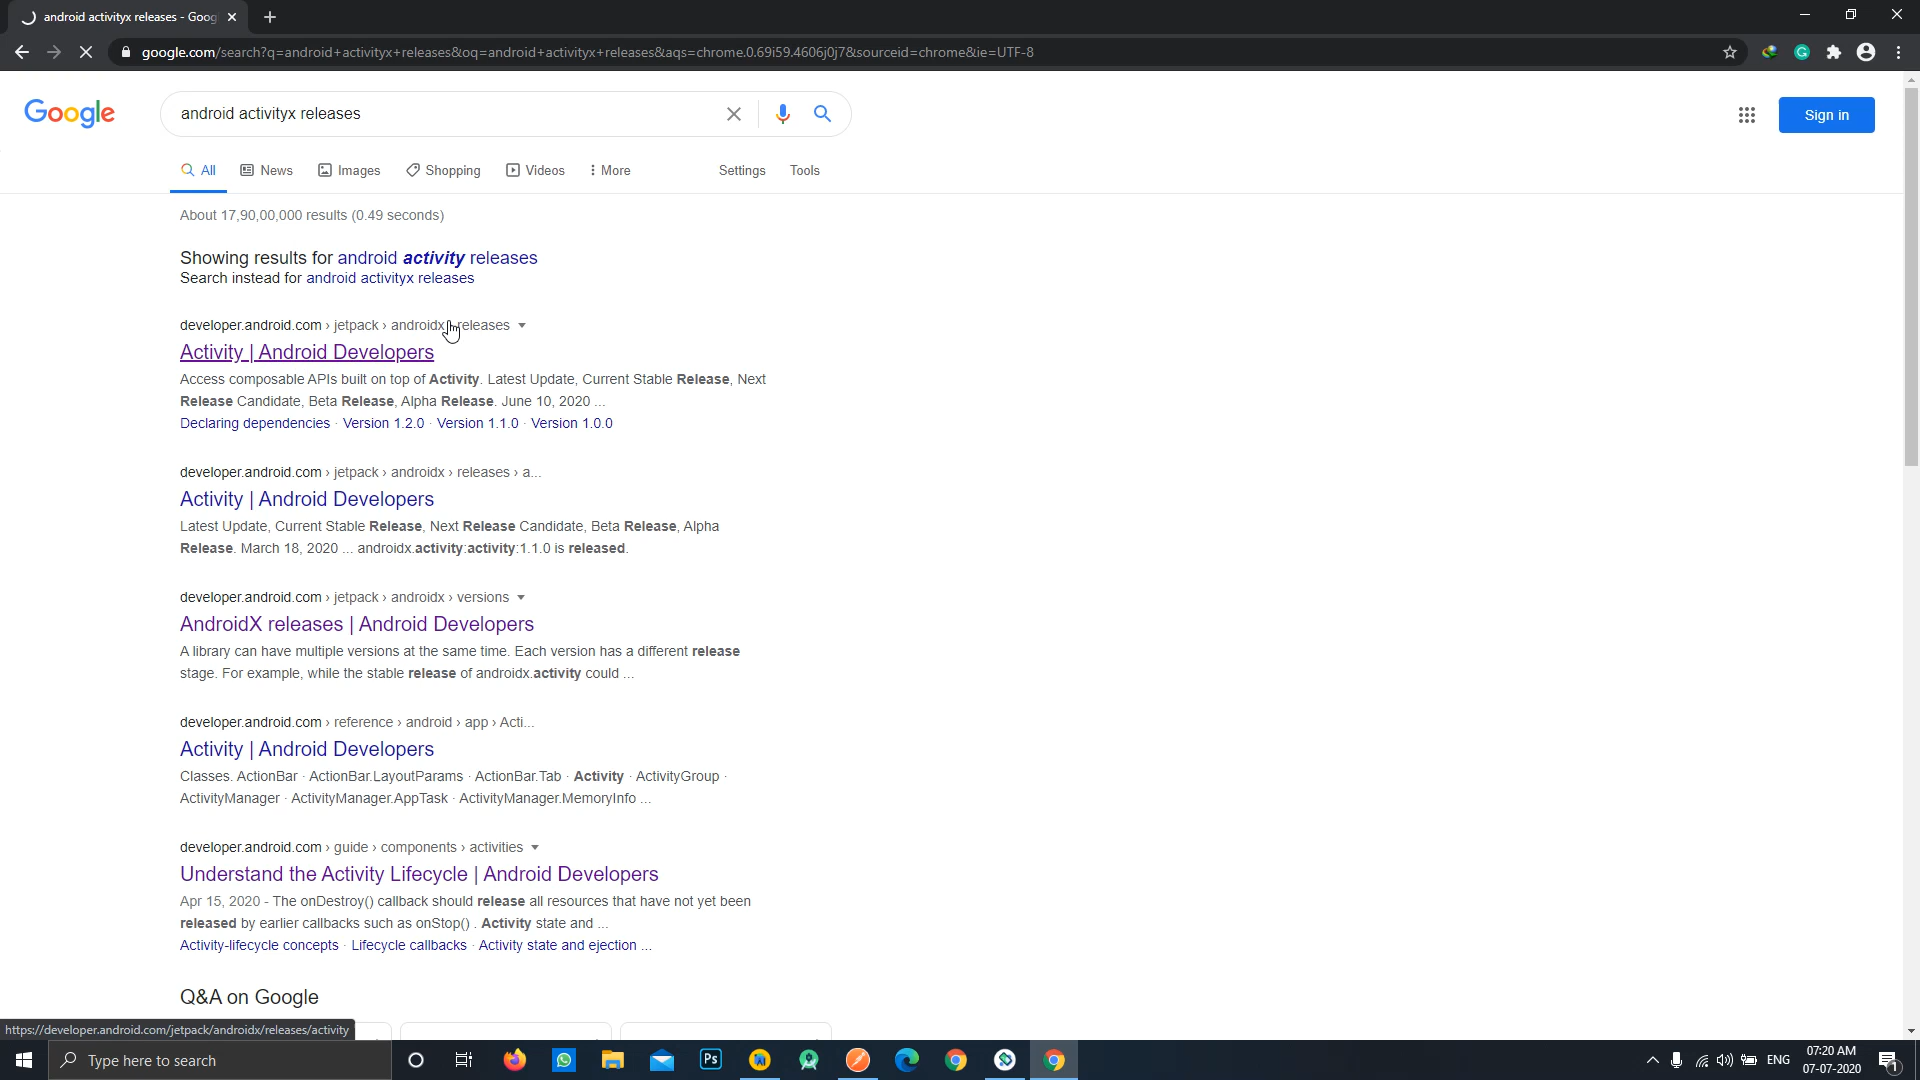 android activityx releases - Goog
google.com/search?q=android+activityx+releases&oq=android+activityx+releases&aqs=chrome.0.69i59.4606j0j7&sourceid=chrome&ie=UTF-8
Google
android activityx releases
Sign in
All News Images Shopping Videos More Settings Tools
About 17,90,00,000 results (0.49 seconds)
Showing results for android activity releases
Search instead for android activityx releases
developer.android.com › jetpack › androidx › releases
Activity | Android Developers
Access composable APIs built on top of Activity. Latest Update, Current Stable Release, Next
Release Candidate, Beta Release, Alpha Release. June 10, 2020 ...
Declaring dependencies · Version 1.2.0 · Version 1.1.0 · Version 1.0.0
developer.android.com › jetpack › androidx › releases › a...
Activity | Android Developers
Latest Update, Current Stable Release, Next Release Candidate, Beta Release, Alpha
Release. March 18, 2020 ... androidx.activity:activity:1.1.0 is released.
developer.android.com › jetpack › androidx › versions
AndroidX releases | Android Developers
A library can have multiple versions at the same time. Each version has a different release
stage. For example, while the stable release of androidx.activity could ...
developer.android.com › reference › android › app › Acti...
Activity | Android Developers
Classes. ActionBar · ActionBar.LayoutParams · ActionBar.Tab · Activity · ActivityGroup ·
ActivityManager · ActivityManager.AppTask · ActivityManager.MemoryInfo ...
developer.android.com › guide › components › activities
Understand the Activity Lifecycle | Android Developers
Apr 15, 2020 - The onDestroy() callback should release all resources that have not yet been
released by earlier callbacks such as onStop() . Activity state and ...
Activity-lifecycle concepts · Lifecycle callbacks · Activity state and ejection ...
Q&A on Google
https://developer.android.com/jetpack/androidx/releases/activity
Type here to search
Ps
ENG
07:20 AM
07-07-2020
1